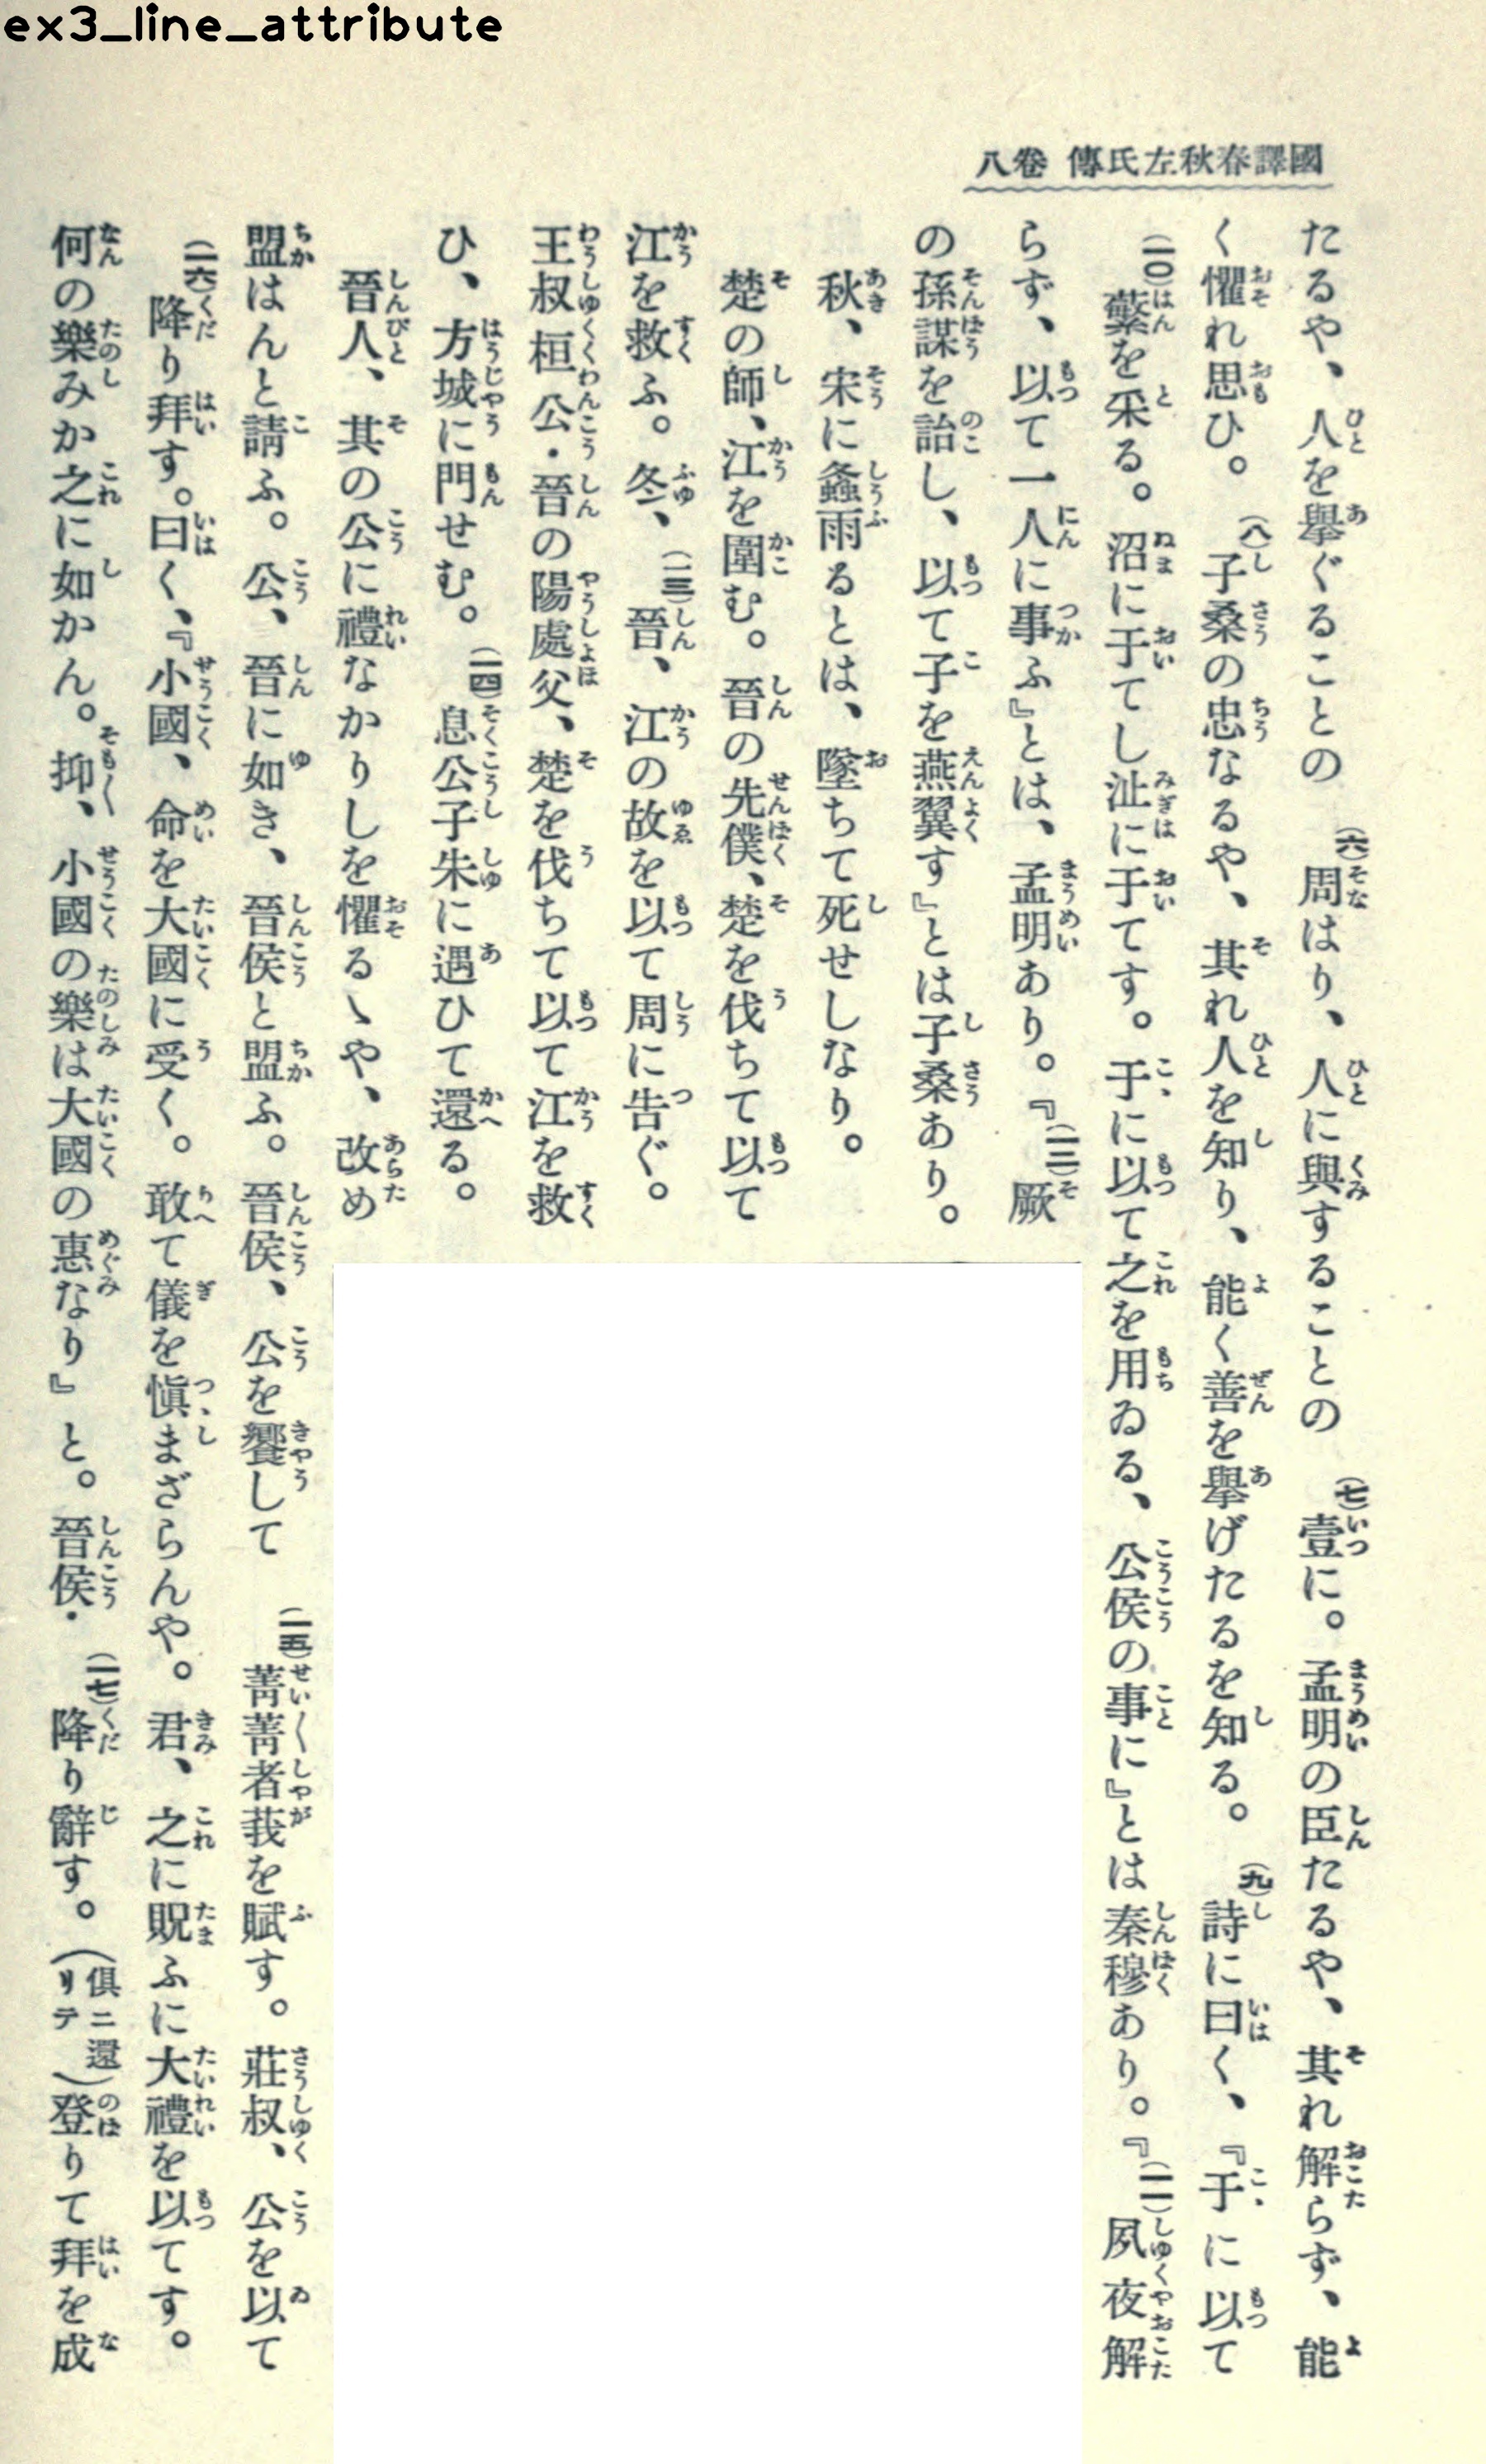 ex3_line_attribute
國譯春秋左氏傳 卷八
たるや、人を擧ぐることの(六)周はり、人に與することの(七)壹に。孟明の臣たるや、其れ解らず、能
く懼れ思ひ。(八)子桑の忠なるや、其れ人を知り、能く善を擧げたるを知る。(九)詩に曰く、『于に以て
(一〇)蘩を采る。沼に于てし沚に于てす。于に以て之を用ゐる、公侯の事に』とは秦穆あり。『(一一)夙夜解
らず、以て一人に事ふ』とは、孟明あり。『(一二)厥
の孫謀を詒し、以て子を燕翼す』とは子桑あり。
秋、宋に螽雨るとは、墜ちて死せしなり。
楚の師、江を圍む。晉の先僕、楚を伐ちて以て
江を救ふ。冬、(一三)晉、江の故を以て周に告ぐ。
王叔桓公・晉の陽處父、楚を伐ちて以て江を救
ひ、方城に門せむ。(一四)息公子朱に遇ひて還る。
晉人、其の公に禮なかりしを懼るゝや、改め
盟はんと請ふ。公、晉に如き、晉侯と盟ふ。晉侯、公を饗して(一五)菁菁者莪を賦す。莊叔、公を以て
(一六)降り拜す。曰く、『小國、命を大國に受く。敢て儀を愼まざらんや。君、之に貺ふに大禮を以てす。
何の樂みか之に如かん。抑、小國の樂は大國の惠なり』と。晉侯・(一七)降り辭す。(俱ニ還リテ)登りて拜を成